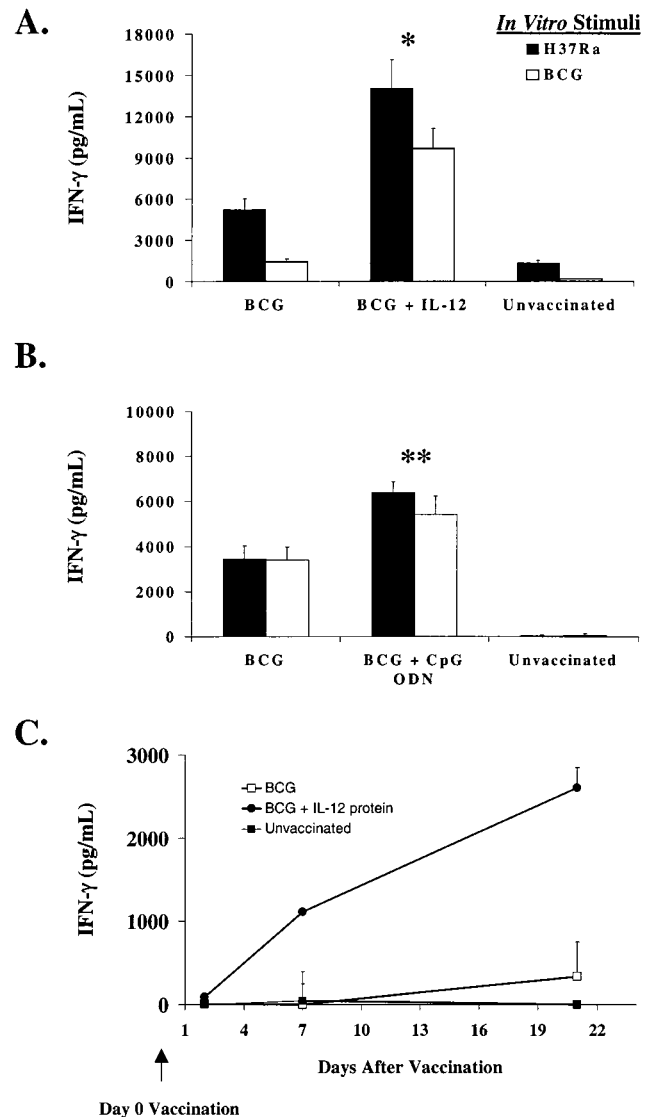 A.
In Vitro Stimuli
H37Ra
BCG
*
18000
15000
12000
9000
6000
3000
0
IFN-γ (pg/mL)
BCG
BCG + IL-12
Unvaccinated
B.
**
10000
8000
6000
4000
2000
0
IFN-γ (pg/mL)
BCG
BCG + CpG
ODN
Unvaccinated
C.
3000
2000
1000
0
IFN-γ (pg/mL)
BCG
BCG + IL-12 protein
Unvaccinated
1 4 7 10 13 16 19 22
Days After Vaccination
Day 0 Vaccination